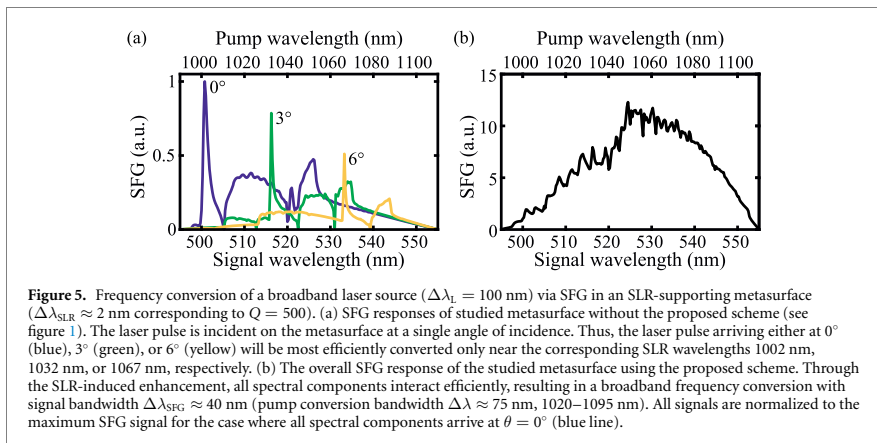 (a) Pump wavelength (nm)
1000 1020 1040 1060 1080 1100
1
0.5
0
SFG (a.u.)
0°
3°
6°
500 510 520 530 540 550
Signal wavelength (nm)
(b) Pump wavelength (nm)
1000 1020 1040 1060 1080 1100
15
10
5
0
SFG (a.u.)
500 510 520 530 540 550
Signal wavelength (nm)
Figure 5. Frequency conversion of a broadband laser source (ΔλL = 100 nm) via SFG in an SLR-supporting metasurface
(ΔλSLR ≈ 2 nm corresponding to Q = 500). (a) SFG responses of studied metasurface without the proposed scheme (see
figure 1). The laser pulse is incident on the metasurface at a single angle of incidence. Thus, the laser pulse arriving either at 0°
(blue), 3° (green), or 6° (yellow) will be most efficiently converted only near the corresponding SLR wavelengths 1002 nm,
1032 nm, or 1067 nm, respectively. (b) The overall SFG response of the studied metasurface using the proposed scheme. Through
the SLR-induced enhancement, all spectral components interact efficiently, resulting in a broadband frequency conversion with
signal bandwidth ΔλSFG ≈ 40 nm (pump conversion bandwidth Δλ ≈ 75 nm, 1020–1095 nm). All signals are normalized to the
maximum SFG signal for the case where all spectral components arrive at θ = 0° (blue line).